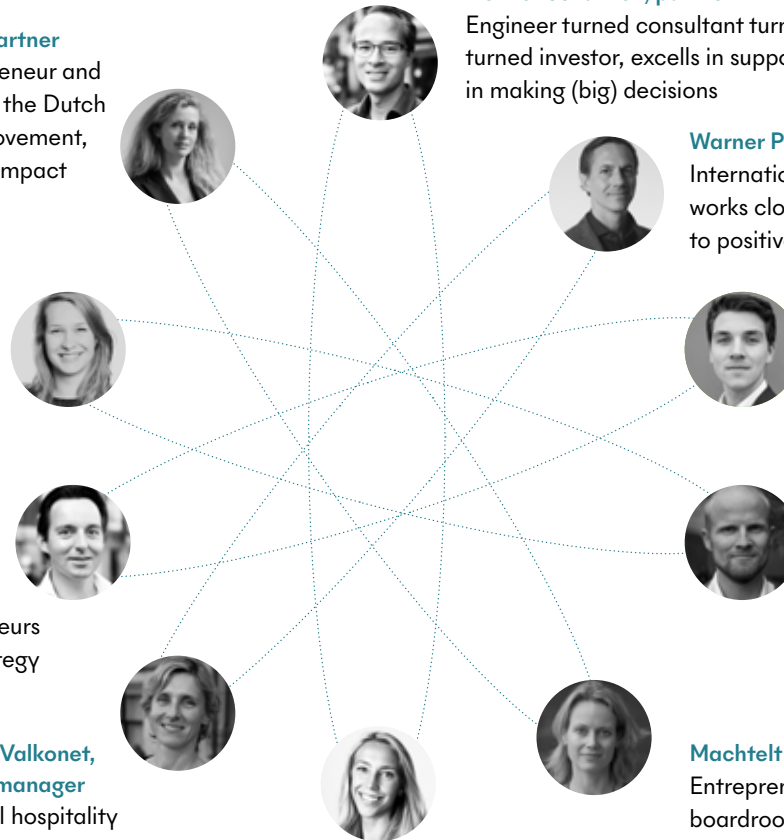 artner
eneur and
the Dutch
ovement,
mpact
Engineer turned consultant turn
turned investor, excells in suppo
in making (big) decisions
Warner P
Internatio
works clo
to positiv
eurs
egy
Valkonet,
manager
l hospitality
Machtelt
Entrepren
boardroo